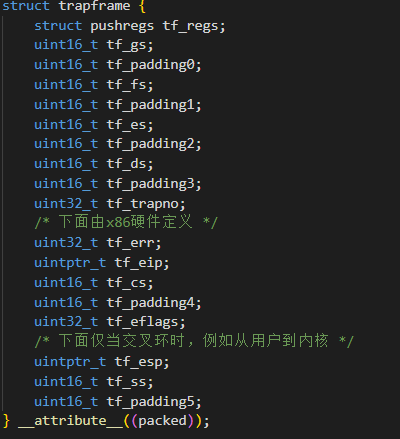 struct trapframe {
    struct pushregs tf_regs;
    uint16_t tf_gs;
    uint16_t tf_padding0;
    uint16_t tf_fs;
    uint16_t tf_padding1;
    uint16_t tf_es;
    uint16_t tf_padding2;
    uint16_t tf_ds;
    uint16_t tf_padding3;
    uint32_t tf_trapno;
    /* 下面由x86硬件定义 */
    uint32_t tf_err;
    uintptr_t tf_eip;
    uint16_t tf_cs;
    uint16_t tf_padding4;
    uint32_t tf_eflags;
    /* 下面仅当交叉环时，例如从用户到内核 */
    uintptr_t tf_esp;
    uint16_t tf_ss;
    uint16_t tf_padding5;
} __attribute__((packed));